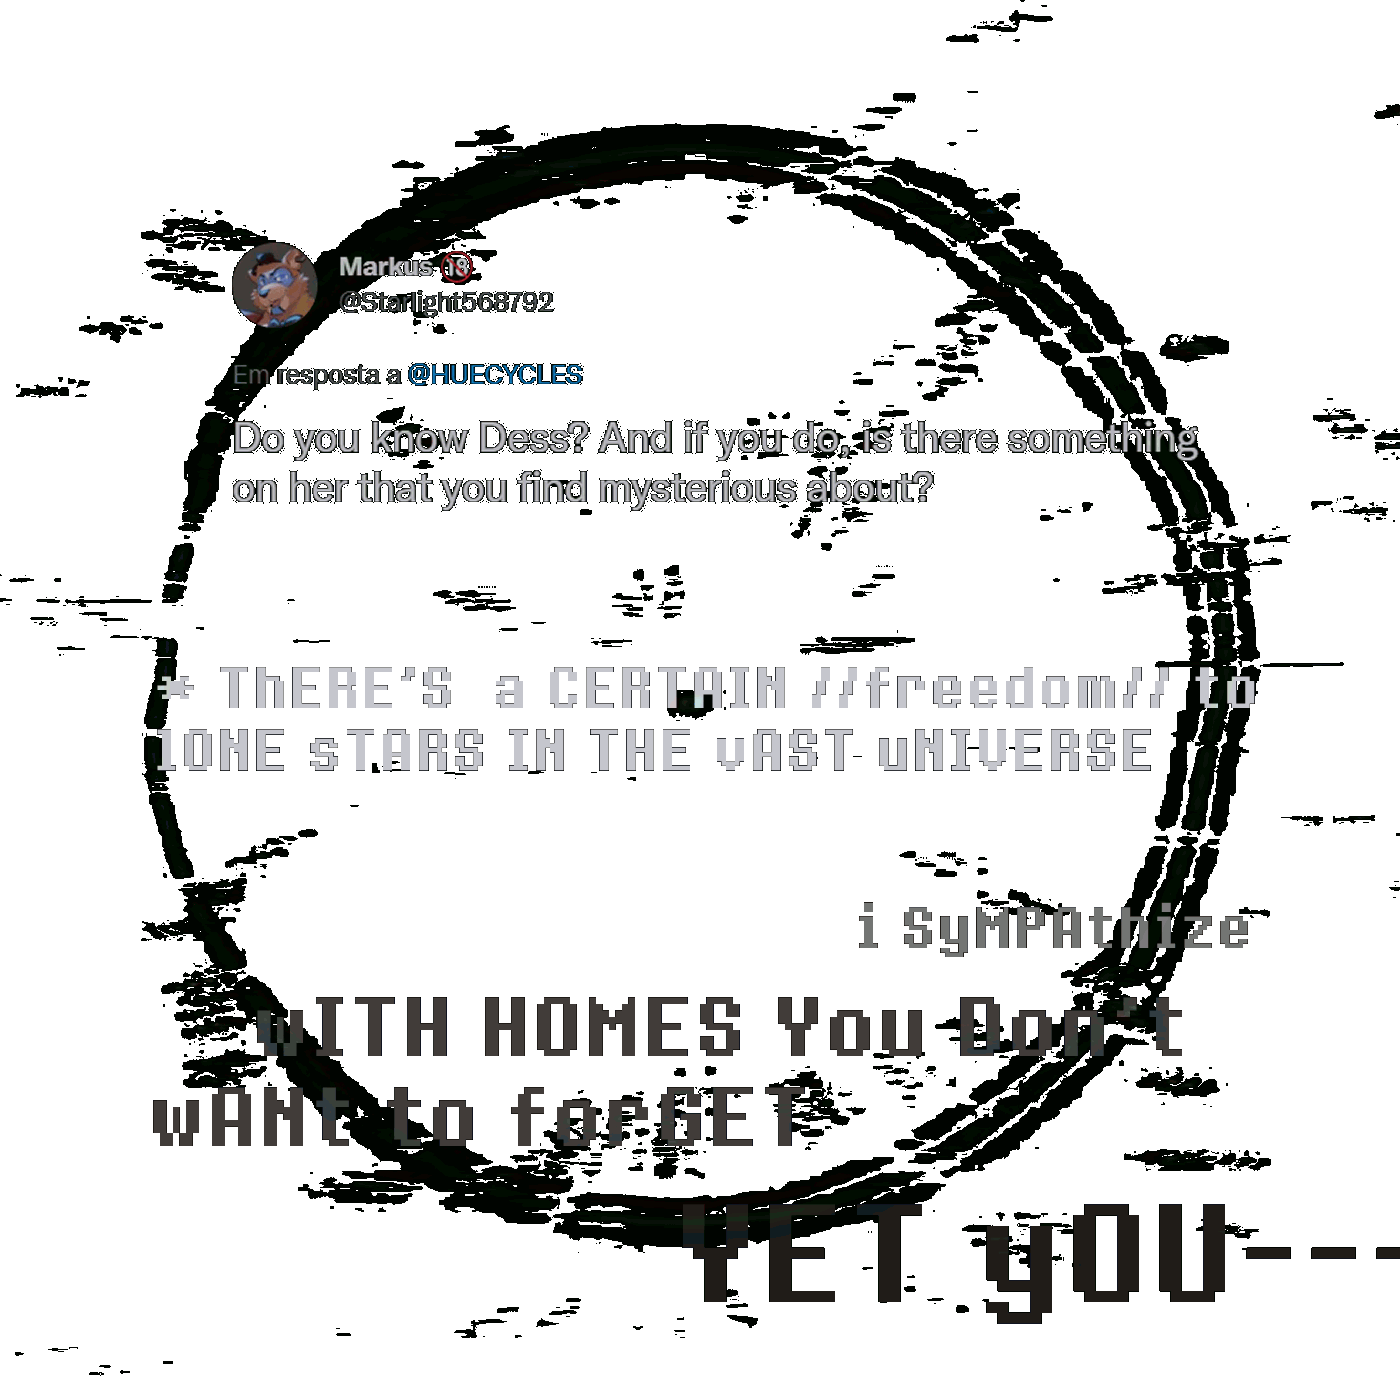 Markus 🔞
@Starlight568792
Em resposta a @HUECYCLES
Do you know Dess? And if you do, is there something
on her that you find mysterious about?
* ThERE'S a CERTAIN //freedom// to
lONE sTARS IN THE vAST uNIVERSE
i SyMPAthize
wITH HOMES You Don't
wANt to forGET
YET yOU---